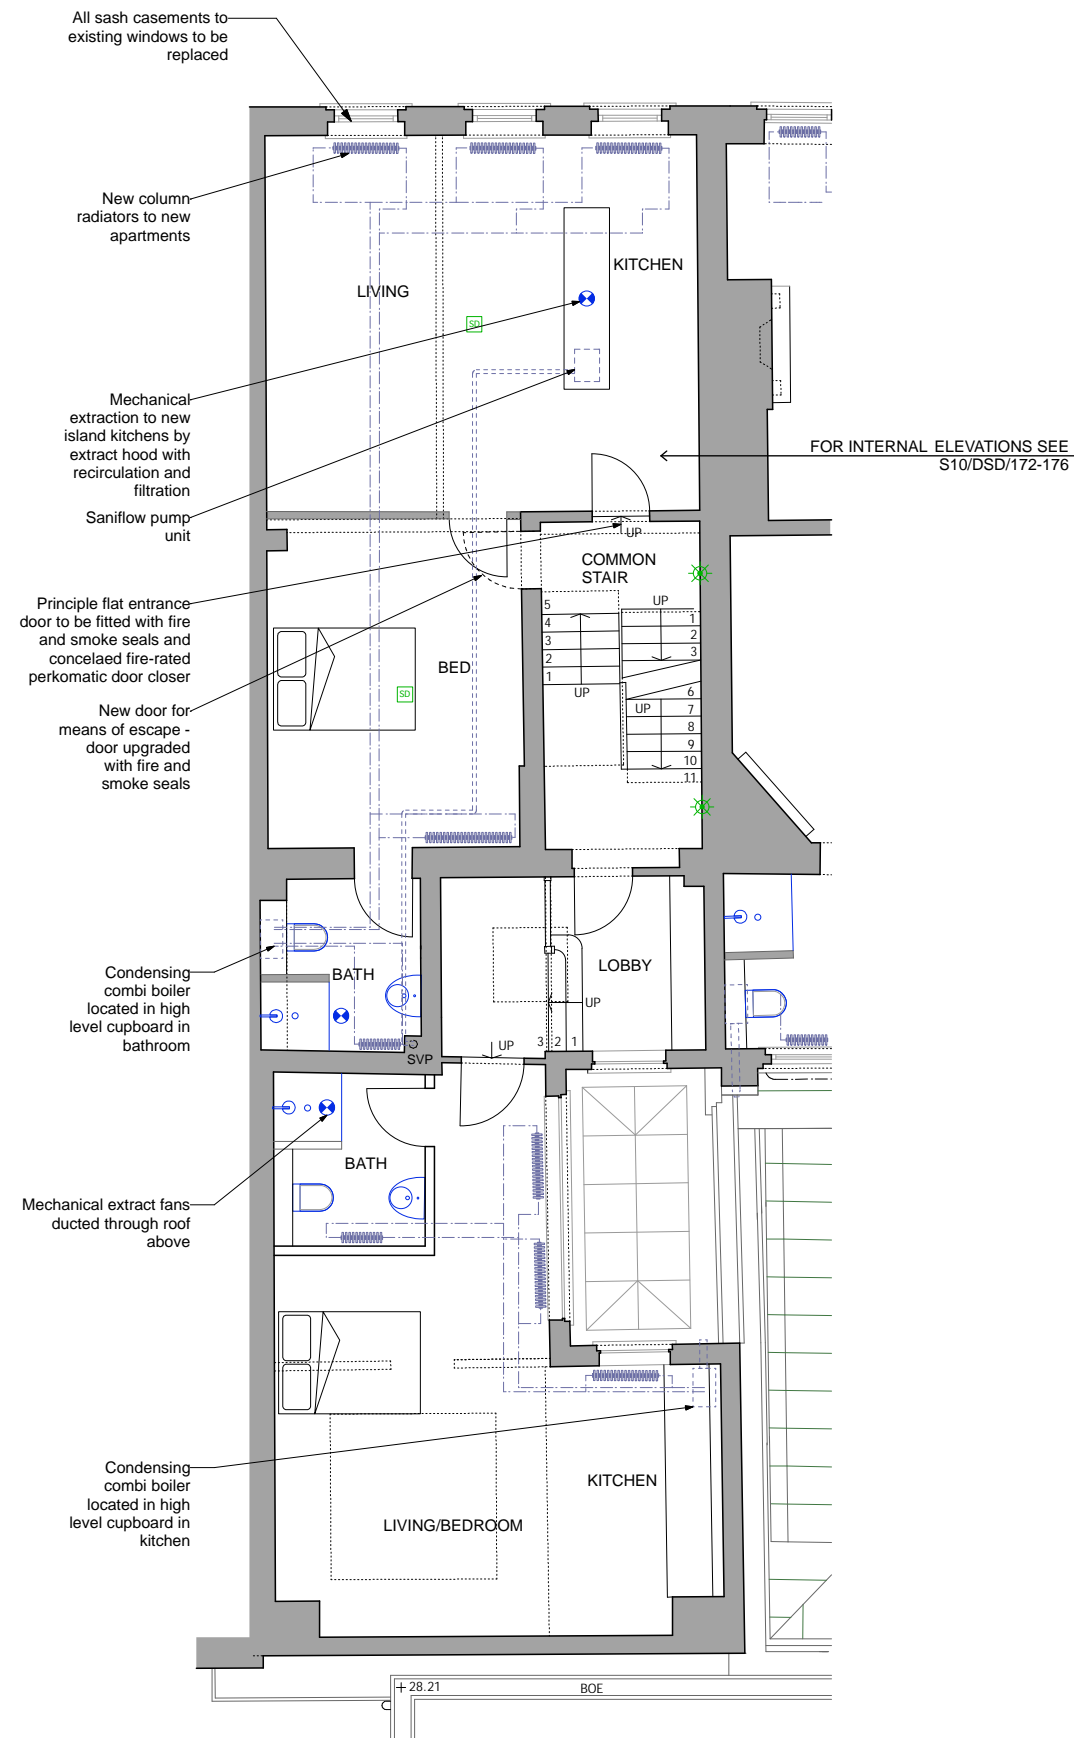 All sash casements to
existing windows to be
replaced
New column
radiators to new
apartments
KITCHEN
LIVING
SD
Mechanical
extraction to new
island kitchens by
extract hood with
recirculation and
filtration
FOR INTERNAL ELEVATIONS SEE
S10/DSD/172-176
Saniflow pump
unit
UP
COMMON
STAIR
Principle flat entrance
door to be fitted with fire
and smoke seals and
concelaed fire-rated
perkomatic door closer
5
4
3
2
1
UP
UP
1
2
3
6
UP
7
8
9
10
11
BED
SD
New door for
means of escape -
door upgraded
with fire and
smoke seals
Condensing
combi boiler
located in high
level cupboard in
bathroom
BATH
LOBBY
UP
UP
3 2 1
SVP
BATH
Mechanical extract fans
ducted through roof
above
Condensing
combi boiler
located in high
level cupboard in
kitchen
KITCHEN
LIVING/BEDROOM
+28.21
BOE